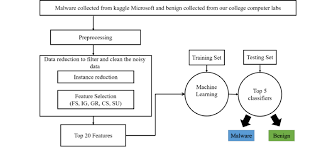 Malware collected from kaggle Microsoft and benign collected from our college computer labs
Preprocessing
Data reduction to filter and clean the noisy
data
Instance reduction
Feature Selection
(FS, IG, GR, CS, SU)
Top 20 Features
Training Set
Testing Set
Machine
Learning
Top 5
classifiers
Malware
Benign